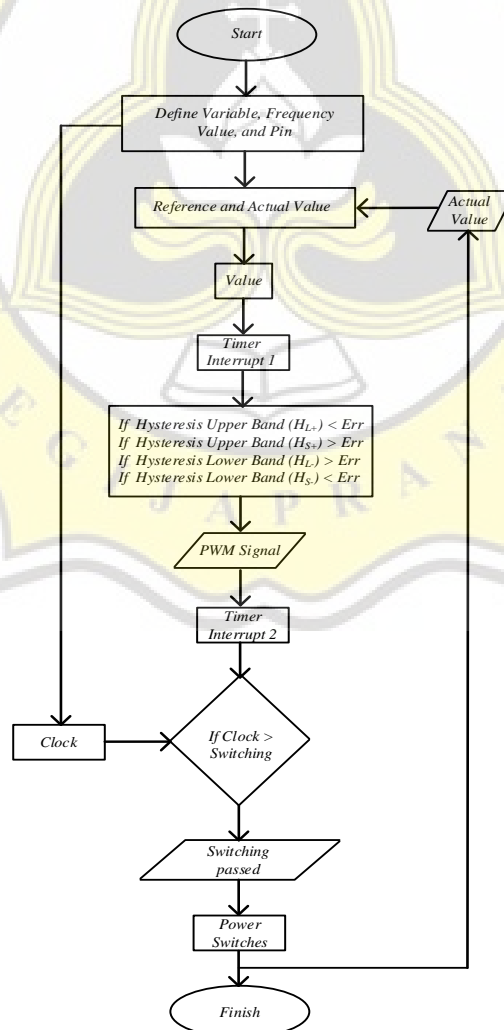 Start
Define Variable, Frequency
Value, and Pin
Reference and Actual Value
Actual
Value
Value
Timer
Interrupt 1
If Hysteresis Upper Band (HL+) < Err
If Hysteresis Upper Band (HS+) > Err
If Hysteresis Lower Band (HL-) > Err
If Hysteresis Lower Band (HS-) < Err
E G I J A P R A N
PWM Signal
Timer
Interrupt 2
Clock
If Clock >
Switching
Switching
passed
Power
Switches
Finish